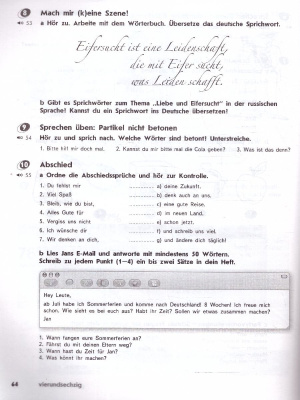 8 Mach mir (k)eine Szene!
53 a Hör zu. Arbeite mit dem Wörterbuch. Übersetze das deutsche Sprichwort.
Eifersucht ist eine Leidenschaft,
die mit Eifer sucht,
was Leiden schafft.
b Gibt es Sprichwörter zum Thema „Liebe und Eifersucht" in der russischen
Sprache? Kannst du ein Sprichwort ins Deutsche übersetzen!
9 Sprechen üben: Partikel nicht betonen
54 Hör zu und sprich nach. Welche Wörter sind betont? Unterstreiche.
1. Bitte hilf mir doch mal. 2. Kannst du mir bitte mal die Cola geben? 3. Was ist das denn?
10 Abschied
55 a Ordne die Abschiedssprüche und hör zur Kontrolle.
1. Du fehlst mir .......... a) deine Zukunft.
2. Viel Spaß .......... b) denk auch an uns.
3. Bleib, wie du bist, .......... c) eine gute Reise.
4. Alles Gute für .......... d) im neuen Land.
5. Vergiss uns nicht .......... e) schon jetzt.
6. Ich wünsche dir .......... f) und schreib uns viel.
7. Wir denken an dich, .......... g) und ändere dich täglich!
b Lies Jans E-Mail und antworte mit mindestens 50 Wörtern.
Schreib zu jedem Punkt (1–4) ein bis zwei Sätze in dein Heft.
Hey Leute,
ab Juli habe ich Sommerferien und komme nach Deutschland! 8 Wochen! Ich freue mich
schon. Wie sieht es bei euch aus? Habt ihr Zeit? Sollen wir etwas zusammen machen?
Jan
1. Wann fangen eure Sommerferien an?
2. Fährst du mit deinen Eltern weg?
3. Wann hast du Zeit für Jan?
4. Was könnt ihr machen?
64 vierundsechzig